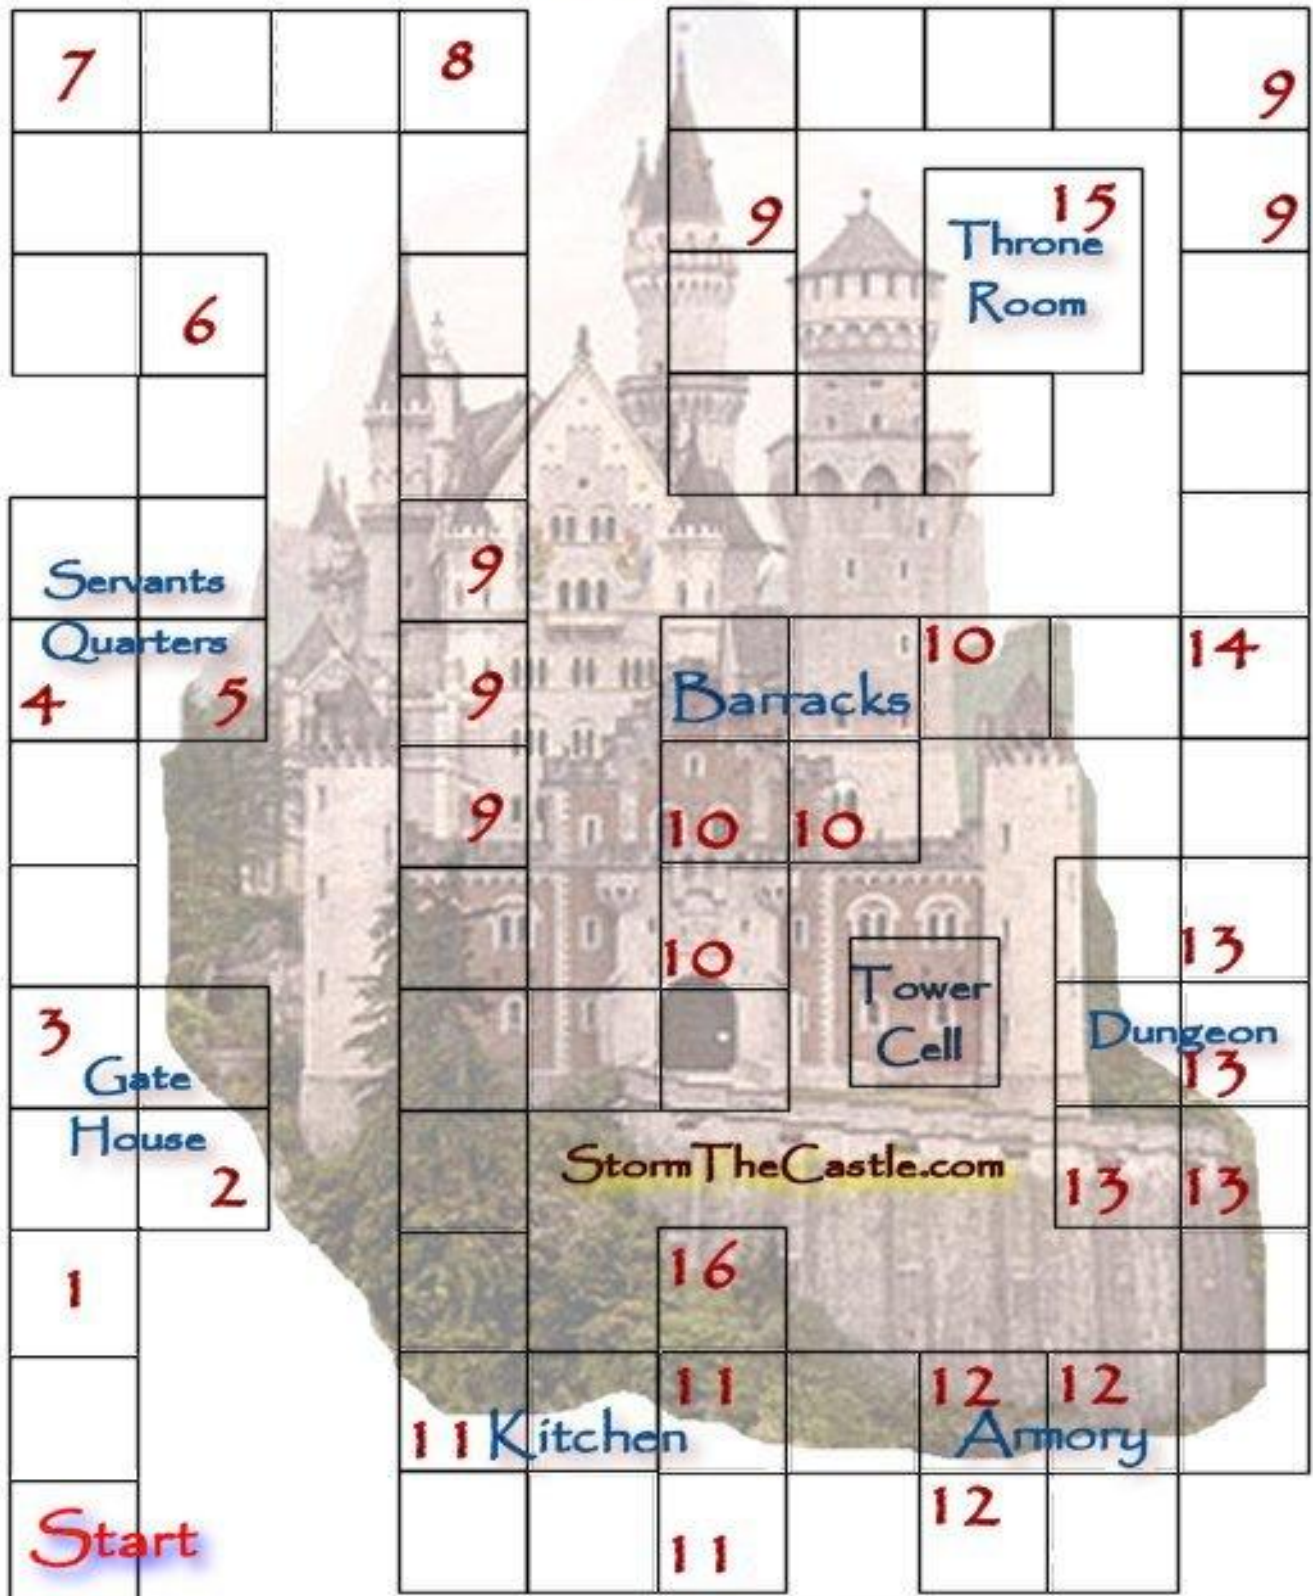 7
8
9
9
15
9
Throne
Room
6
9
Servants
Quarters
4
5
9
10
14
Barracks
9
10
10
13
10
Tower
Cell
3
Gate
Dungeon
13
House
2
StormTheCastle.com
13
13
1
16
11
12
12
11
Kitchen
Armory
Start
11
12